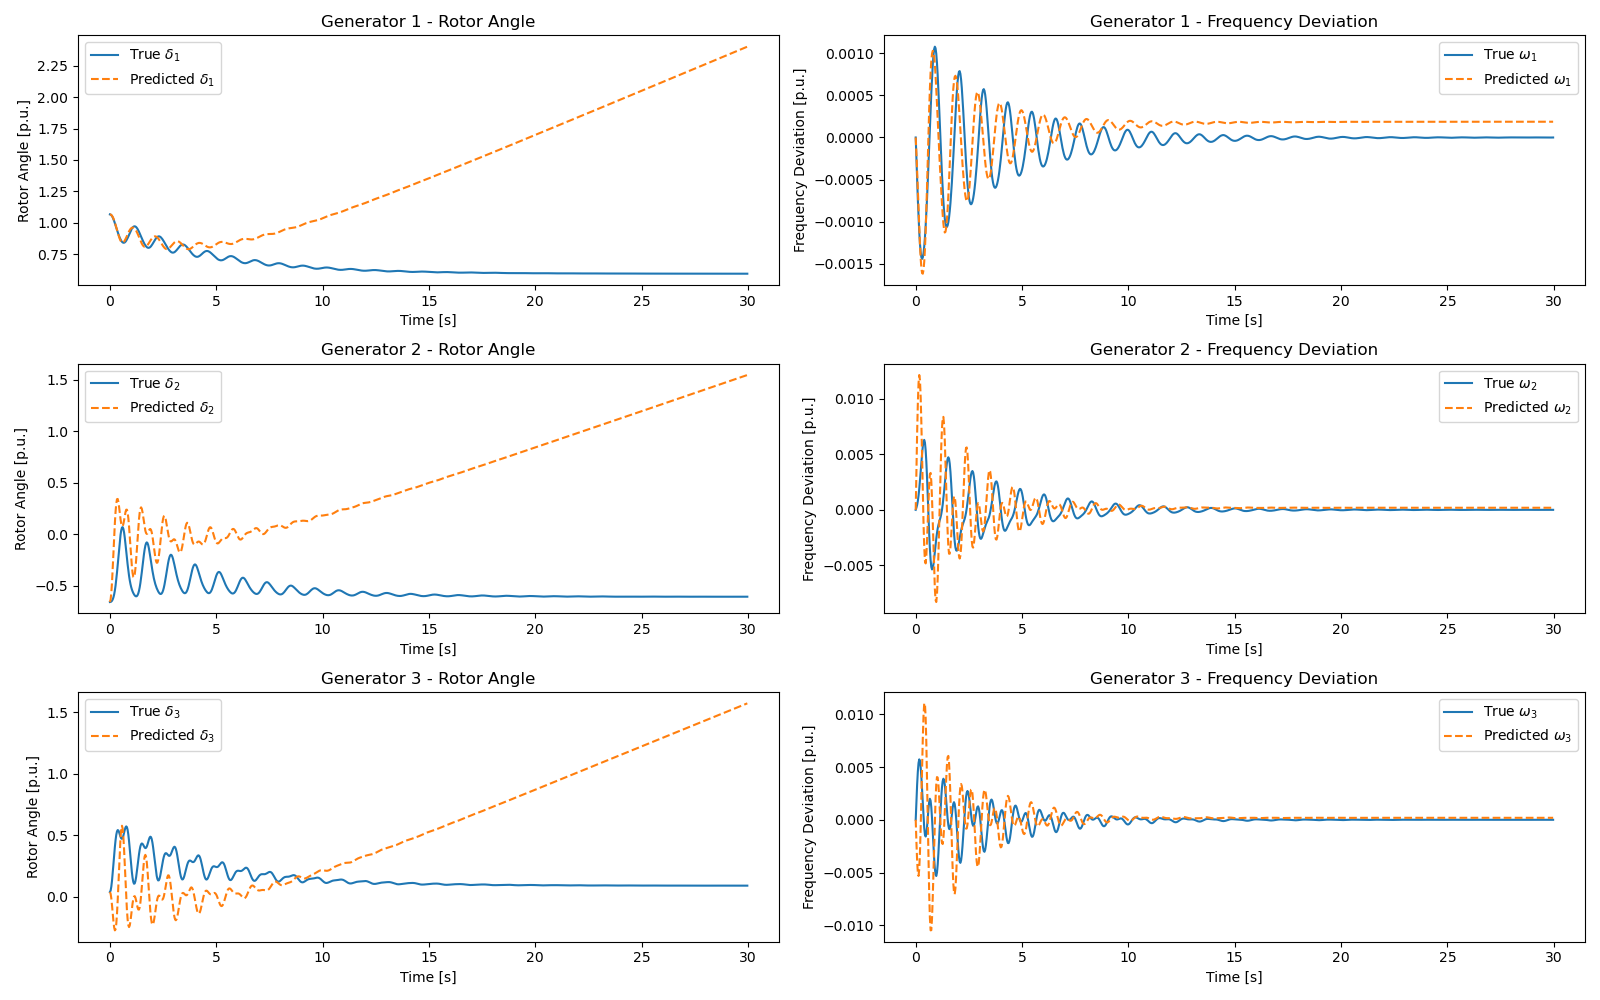 Generator 1 - Rotor Angle
True δ₁
Predicted δ₁
Rotor Angle [p.u.]
2.25
2.00
1.75
1.50
1.25
1.00
0.75
0 5 10 15 20 25 30
Time [s]
Generator 1 - Frequency Deviation
True ω₁
Predicted ω₁
Frequency Deviation [p.u.]
0.0010
0.0005
0.0000
−0.0005
−0.0010
−0.0015
0 5 10 15 20 25 30
Time [s]
Generator 2 - Rotor Angle
True δ₂
Predicted δ₂
Rotor Angle [p.u.]
1.5
1.0
0.5
0.0
−0.5
0 5 10 15 20 25 30
Time [s]
Generator 2 - Frequency Deviation
True ω₂
Predicted ω₂
Frequency Deviation [p.u.]
0.010
0.005
0.000
−0.005
0 5 10 15 20 25 30
Time [s]
Generator 3 - Rotor Angle
True δ₃
Predicted δ₃
Rotor Angle [p.u.]
1.5
1.0
0.5
0.0
0 5 10 15 20 25 30
Time [s]
Generator 3 - Frequency Deviation
True ω₃
Predicted ω₃
Frequency Deviation [p.u.]
0.010
0.005
0.000
−0.005
−0.010
0 5 10 15 20 25 30
Time [s]